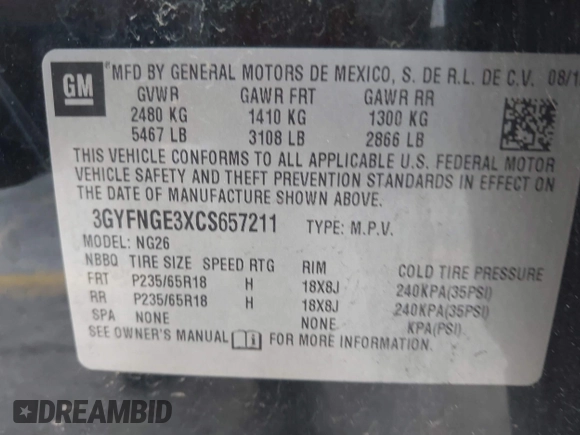 GM
MFD BY GENERAL MOTORS DE MEXICO, S. DE R.L. DE C.V. 08/1
GVWR GAWR FRT GAWR RR
2480 KG 1410 KG 1300 KG
5467 LB 3108 LB 2866 LB
THIS VEHICLE CONFORMS TO ALL APPLICABLE U.S. FEDERAL MOTOR
VEHICLE SAFETY AND THEFT PREVENTION STANDARDS IN EFFECT ON
THE DATE OF MANUFACTURE SHOWN ABOVE.
3GYFNGE3XCS657211 TYPE: M.P.V.
MODEL: NG26
NBBQ TIRE SIZE SPEED RTG RIM COLD TIRE PRESSURE
FRT P235/65R18 H 18X8J 240KPA(35PSI)
RR P235/65R18 H 18X8J 240KPA(35PSI)
SPA NONE NONE KPA(PSI)
SEE OWNER'S MANUAL i FOR MORE INFORMATION.
DREAMBID